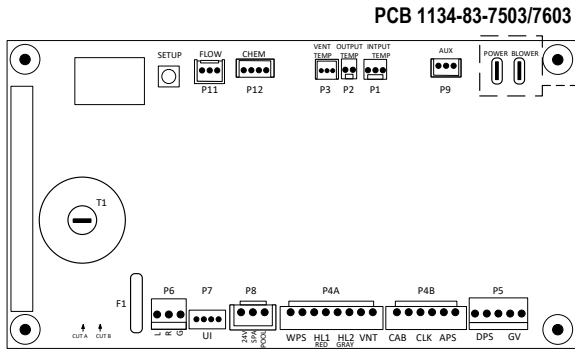 PCB 1134-83-7503/7603
SETUP
FLOW
P11
CHEM
P12
VENT
TEMP
P3
OUTPUT
TEMP
P2
INTPUT
TEMP
P1
AUX
P9
POWER
BLOWER
T1
F1
CUT A
CUT B
P6
L
R
G
P7
UI
P8
24V
SPA
POOL
P4A
WPS HL1 HL2 VNT
RED GRAY
P4B
CAB CLK APS
P5
DPS GV